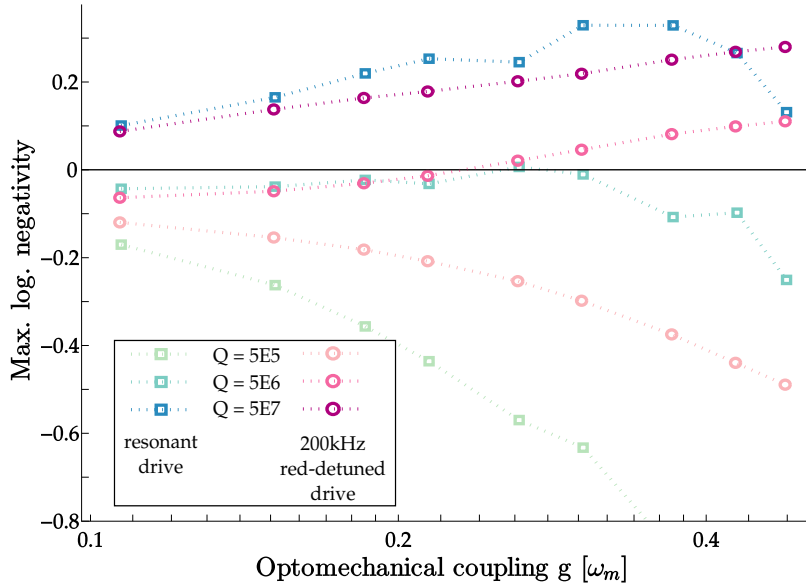 Max. log. negativity
0.2
0
−0.2
−0.4
−0.6
−0.8
0.1
0.2
0.4
Optomechanical coupling g [ωm]
Q = 5E5
Q = 5E6
Q = 5E7
resonant
drive
200kHz
red-detuned
drive